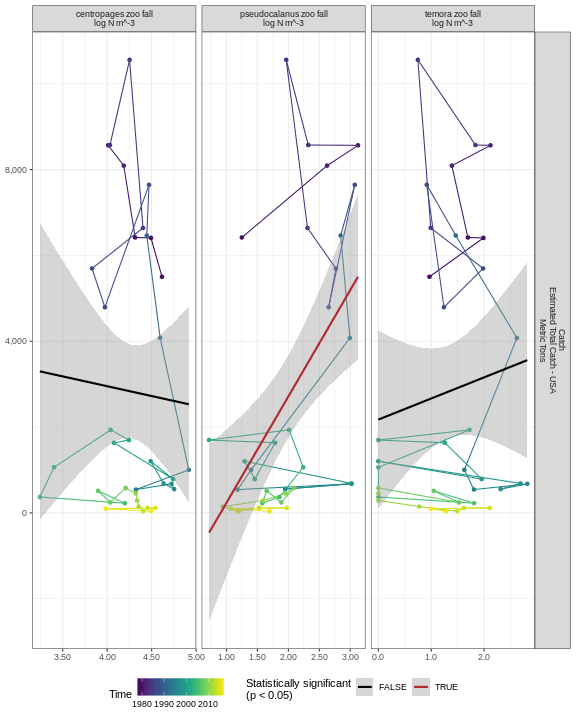 centropages zoo fall
log N m^-3
pseudocalanus zoo fall
log N m^-3
temora zoo fall
log N m^-3
8,000
4,000
0
Catch
Estimated Total Catch - USA
Metric Tons
3.50 4.00 4.50 5.00
1.00 1.50 2.00 2.50 3.00
0.0 1.0 2.0
Time
1980 1990 2000 2010
Statistically significant
(p < 0.05)
FALSE
TRUE